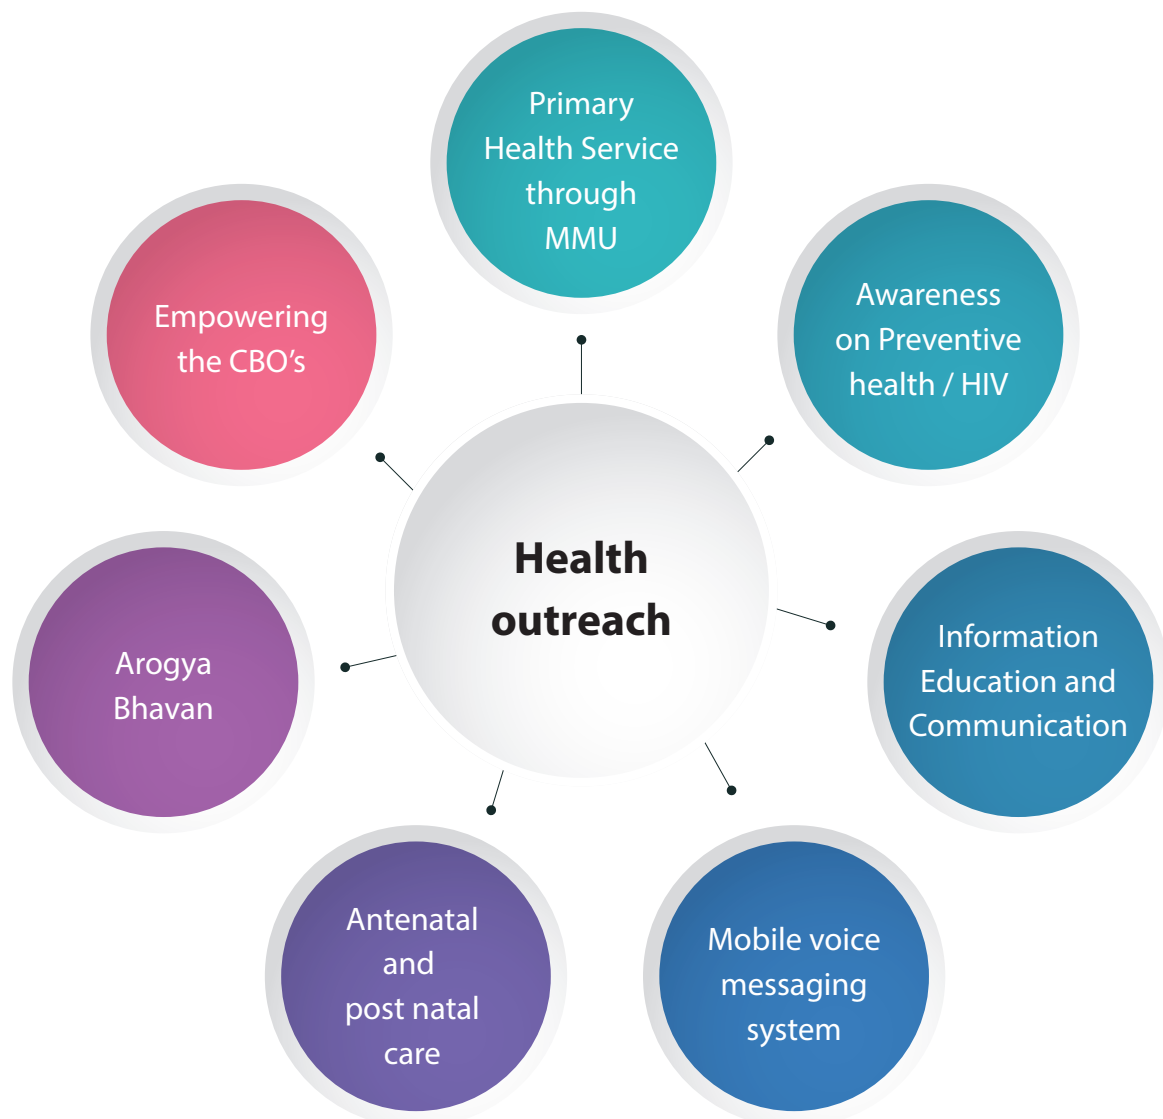 Primary
Health Service
through
MMU
Awareness
on Preventive
health / HIV
Information
Education and
Communication
Mobile voice
messaging
system
Antenatal
and
post natal
care
Arogya
Bhavan
Empowering
the CBO's
Health
outreach